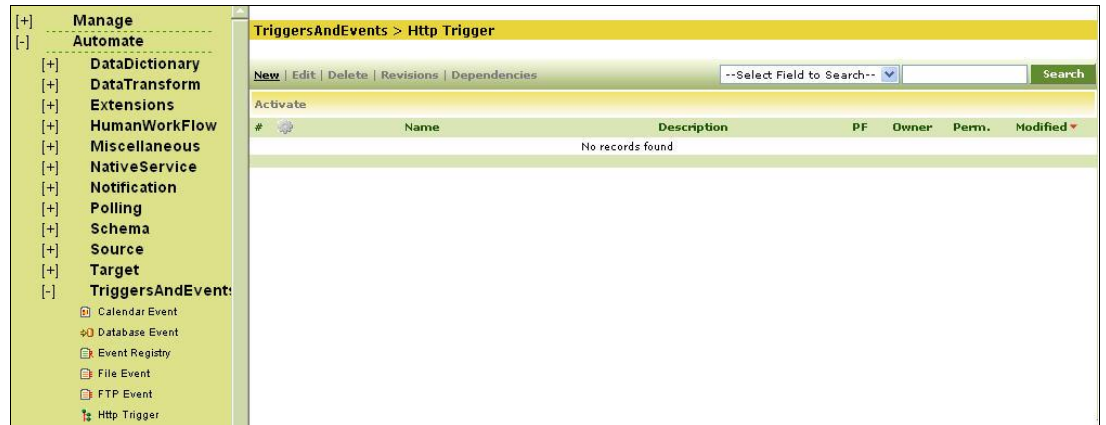 [+] Manage
[-] Automate
[+] DataDictionary
[+] DataTransform
[+] Extensions
[+] HumanWorkFlow
[+] Miscellaneous
[+] NativeService
[+] Notification
[+] Polling
[+] Schema
[+] Source
[+] Target
[-] TriggersAndEvents
Calendar Event
Database Event
Event Registry
File Event
FTP Event
Http Trigger
TriggersAndEvents > Http Trigger
New | Edit | Delete | Revisions | Dependencies --Select Field to Search-- Search
Activate
# Name Description PF Owner Perm. Modified
No records found